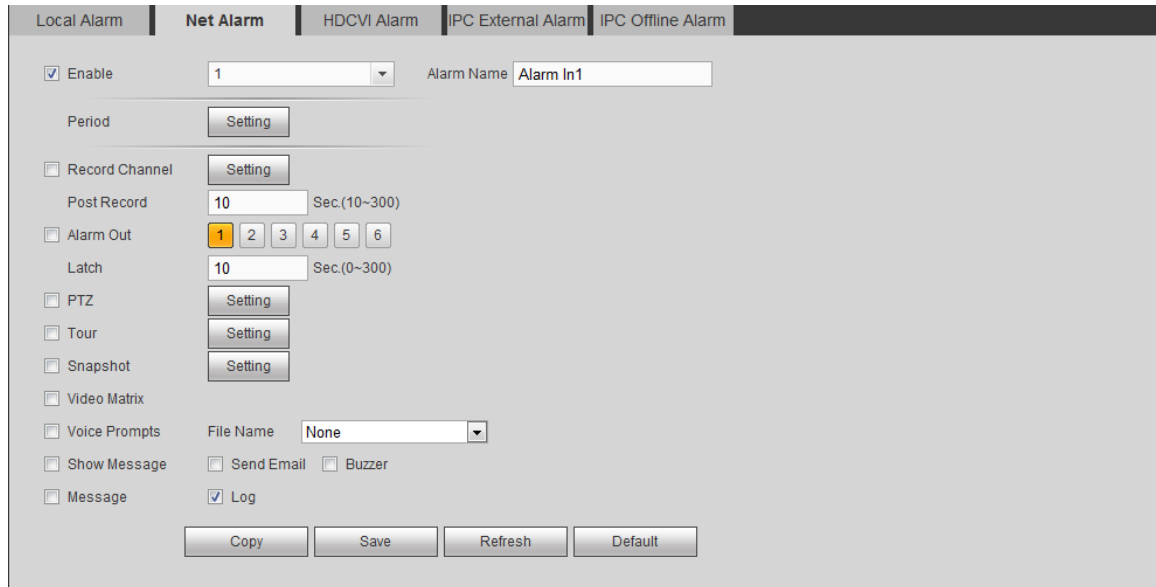 Local Alarm Net Alarm HDCVI Alarm IPC External Alarm IPC Offline Alarm
Enable 1 Alarm Name Alarm In1
Period Setting
Record Channel Setting
Post Record 10 Sec.(10~300)
Alarm Out 1 2 3 4 5 6
Latch 10 Sec.(0~300)
PTZ Setting
Tour Setting
Snapshot Setting
Video Matrix
Voice Prompts File Name None
Show Message Send Email Buzzer
Message Log
Copy Save Refresh Default